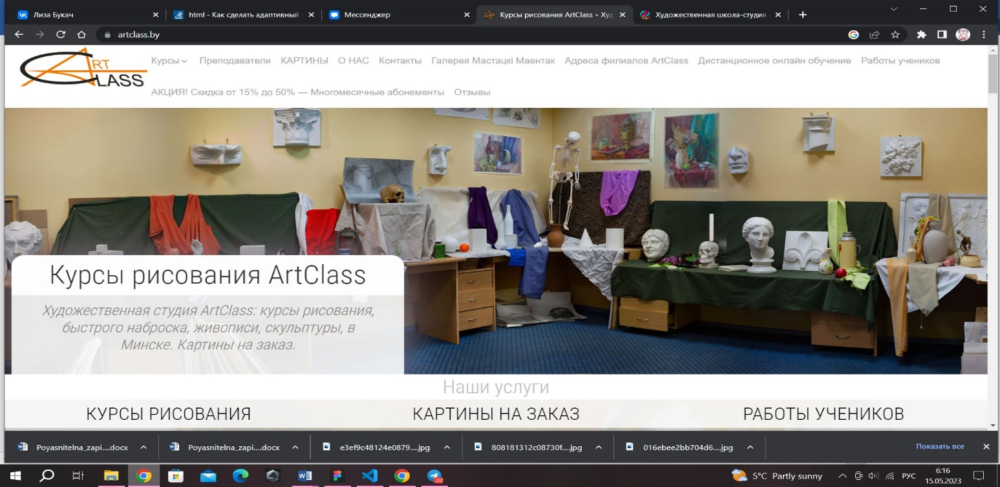 Лиза Букач
html - Как сделать адаптивный
Мессенджер
Курсы рисования ArtClass • Худ
Художественная школа-студия
artclass.by
ART
CLASS
Курсы Преподаватели КАРТИНЫ О НАС Контакты Галерея Мастацкi Маентак Адреса филиалов ArtClass Дистанционное онлайн обучение Работы учеников
АКЦИЯ! Скидка от 15% до 50% — Многомесячные абонементы Отзывы
Курсы рисования ArtClass
Художественная студия ArtClass: курсы рисования,
быстрого наброска, живописи, скульптуры, в
Минске. Картины на заказ.
Наши услуги
КУРСЫ РИСОВАНИЯ КАРТИНЫ НА ЗАКАЗ РАБОТЫ УЧЕНИКОВ
Poyasnitelna_zapi....docx Poyasnitelna_zapi....docx e3ef9c48124e0879....jpg 808181312c08730f....jpg 016ebee2bb704d6....jpg Показать все
5°C Partly sunny РУС
6:16
15.05.2023